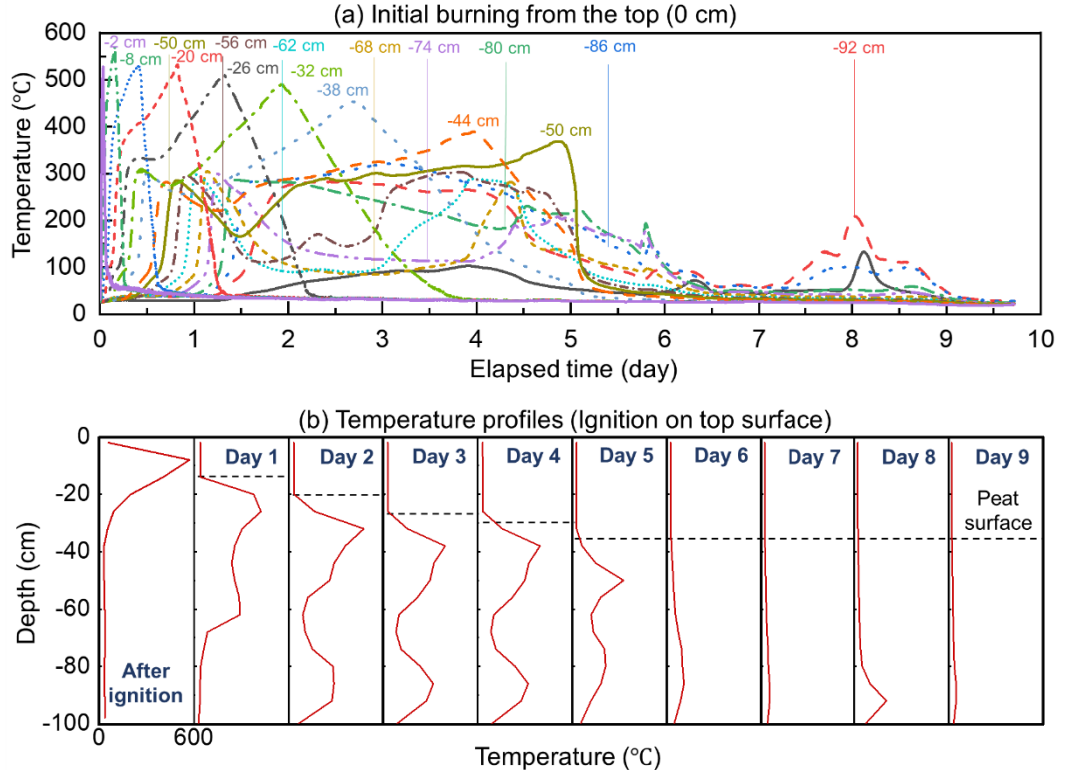 (a) Initial burning from the top (0 cm)
600
500
400
300
200
100
0
Temperature (℃)
-2 cm
-50 cm
-56 cm
-62 cm
-68 cm
-74 cm
-80 cm
-86 cm
-92 cm
-8 cm
-20 cm
-26 cm
-32 cm
-38 cm
-44 cm
-50 cm
0 1 2 3 4 5 6 7 8 9 10
Elapsed time (day)
(b) Temperature profiles (Ignition on top surface)
0
-20
-40
-60
-80
-100
Depth (cm)
Day 1 Day 2 Day 3 Day 4 Day 5 Day 6 Day 7 Day 8 Day 9
Peat
surface
After
ignition
0 600
Temperature (℃)